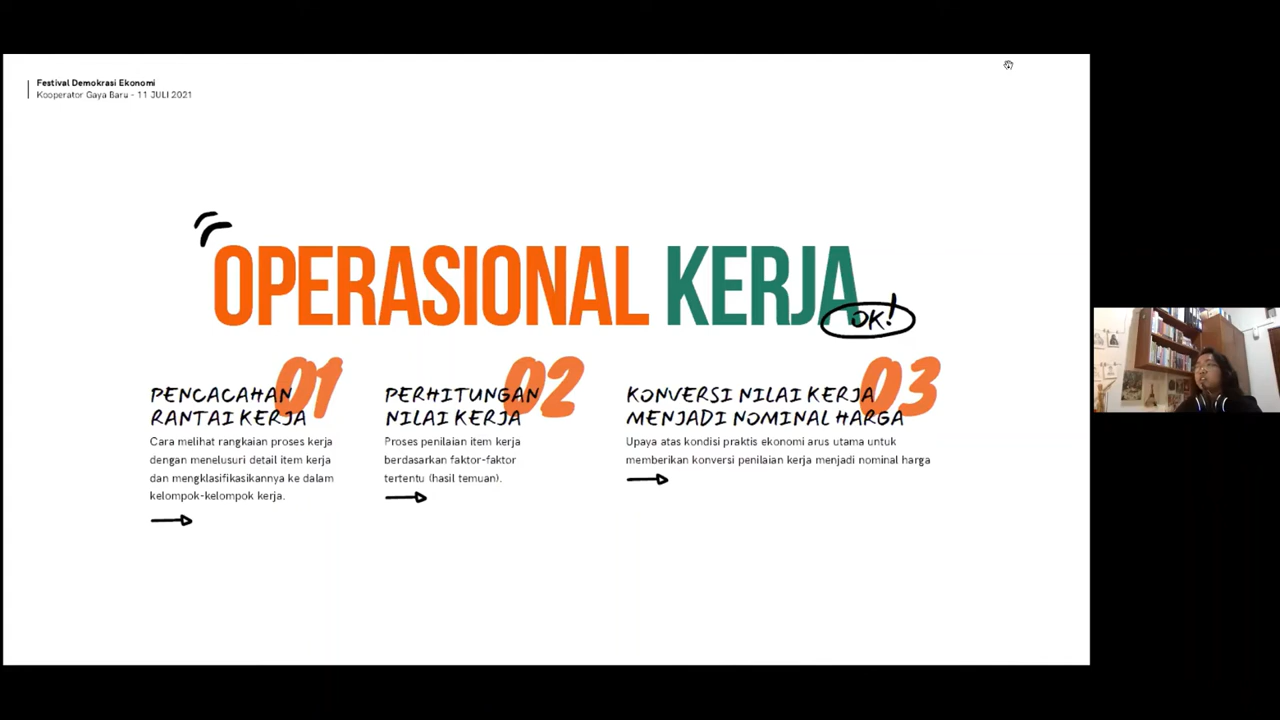 Festival Demokrasi Ekonomi
Kooperator Gaya Baru - 11 JULI 2021
OPERASIONAL KERJA
OK!
01
PENCACAHAN
RANTAI KERJA
Cara melihat rangkaian proses kerja
dengan menelusuri detail item kerja
dan mengklasifikasikannya ke dalam
kelompok-kelompok kerja.
02
PERHITUNGAN
NILAI KERJA
Proses penilaian item kerja
berdasarkan faktor-faktor
tertentu (hasil temuan).
03
KONVERSI NILAI KERJA
MENJADI NOMINAL HARGA
Upaya atas kondisi praktis ekonomi arus utama untuk
memberikan konversi penilaian kerja menjadi nominal harga